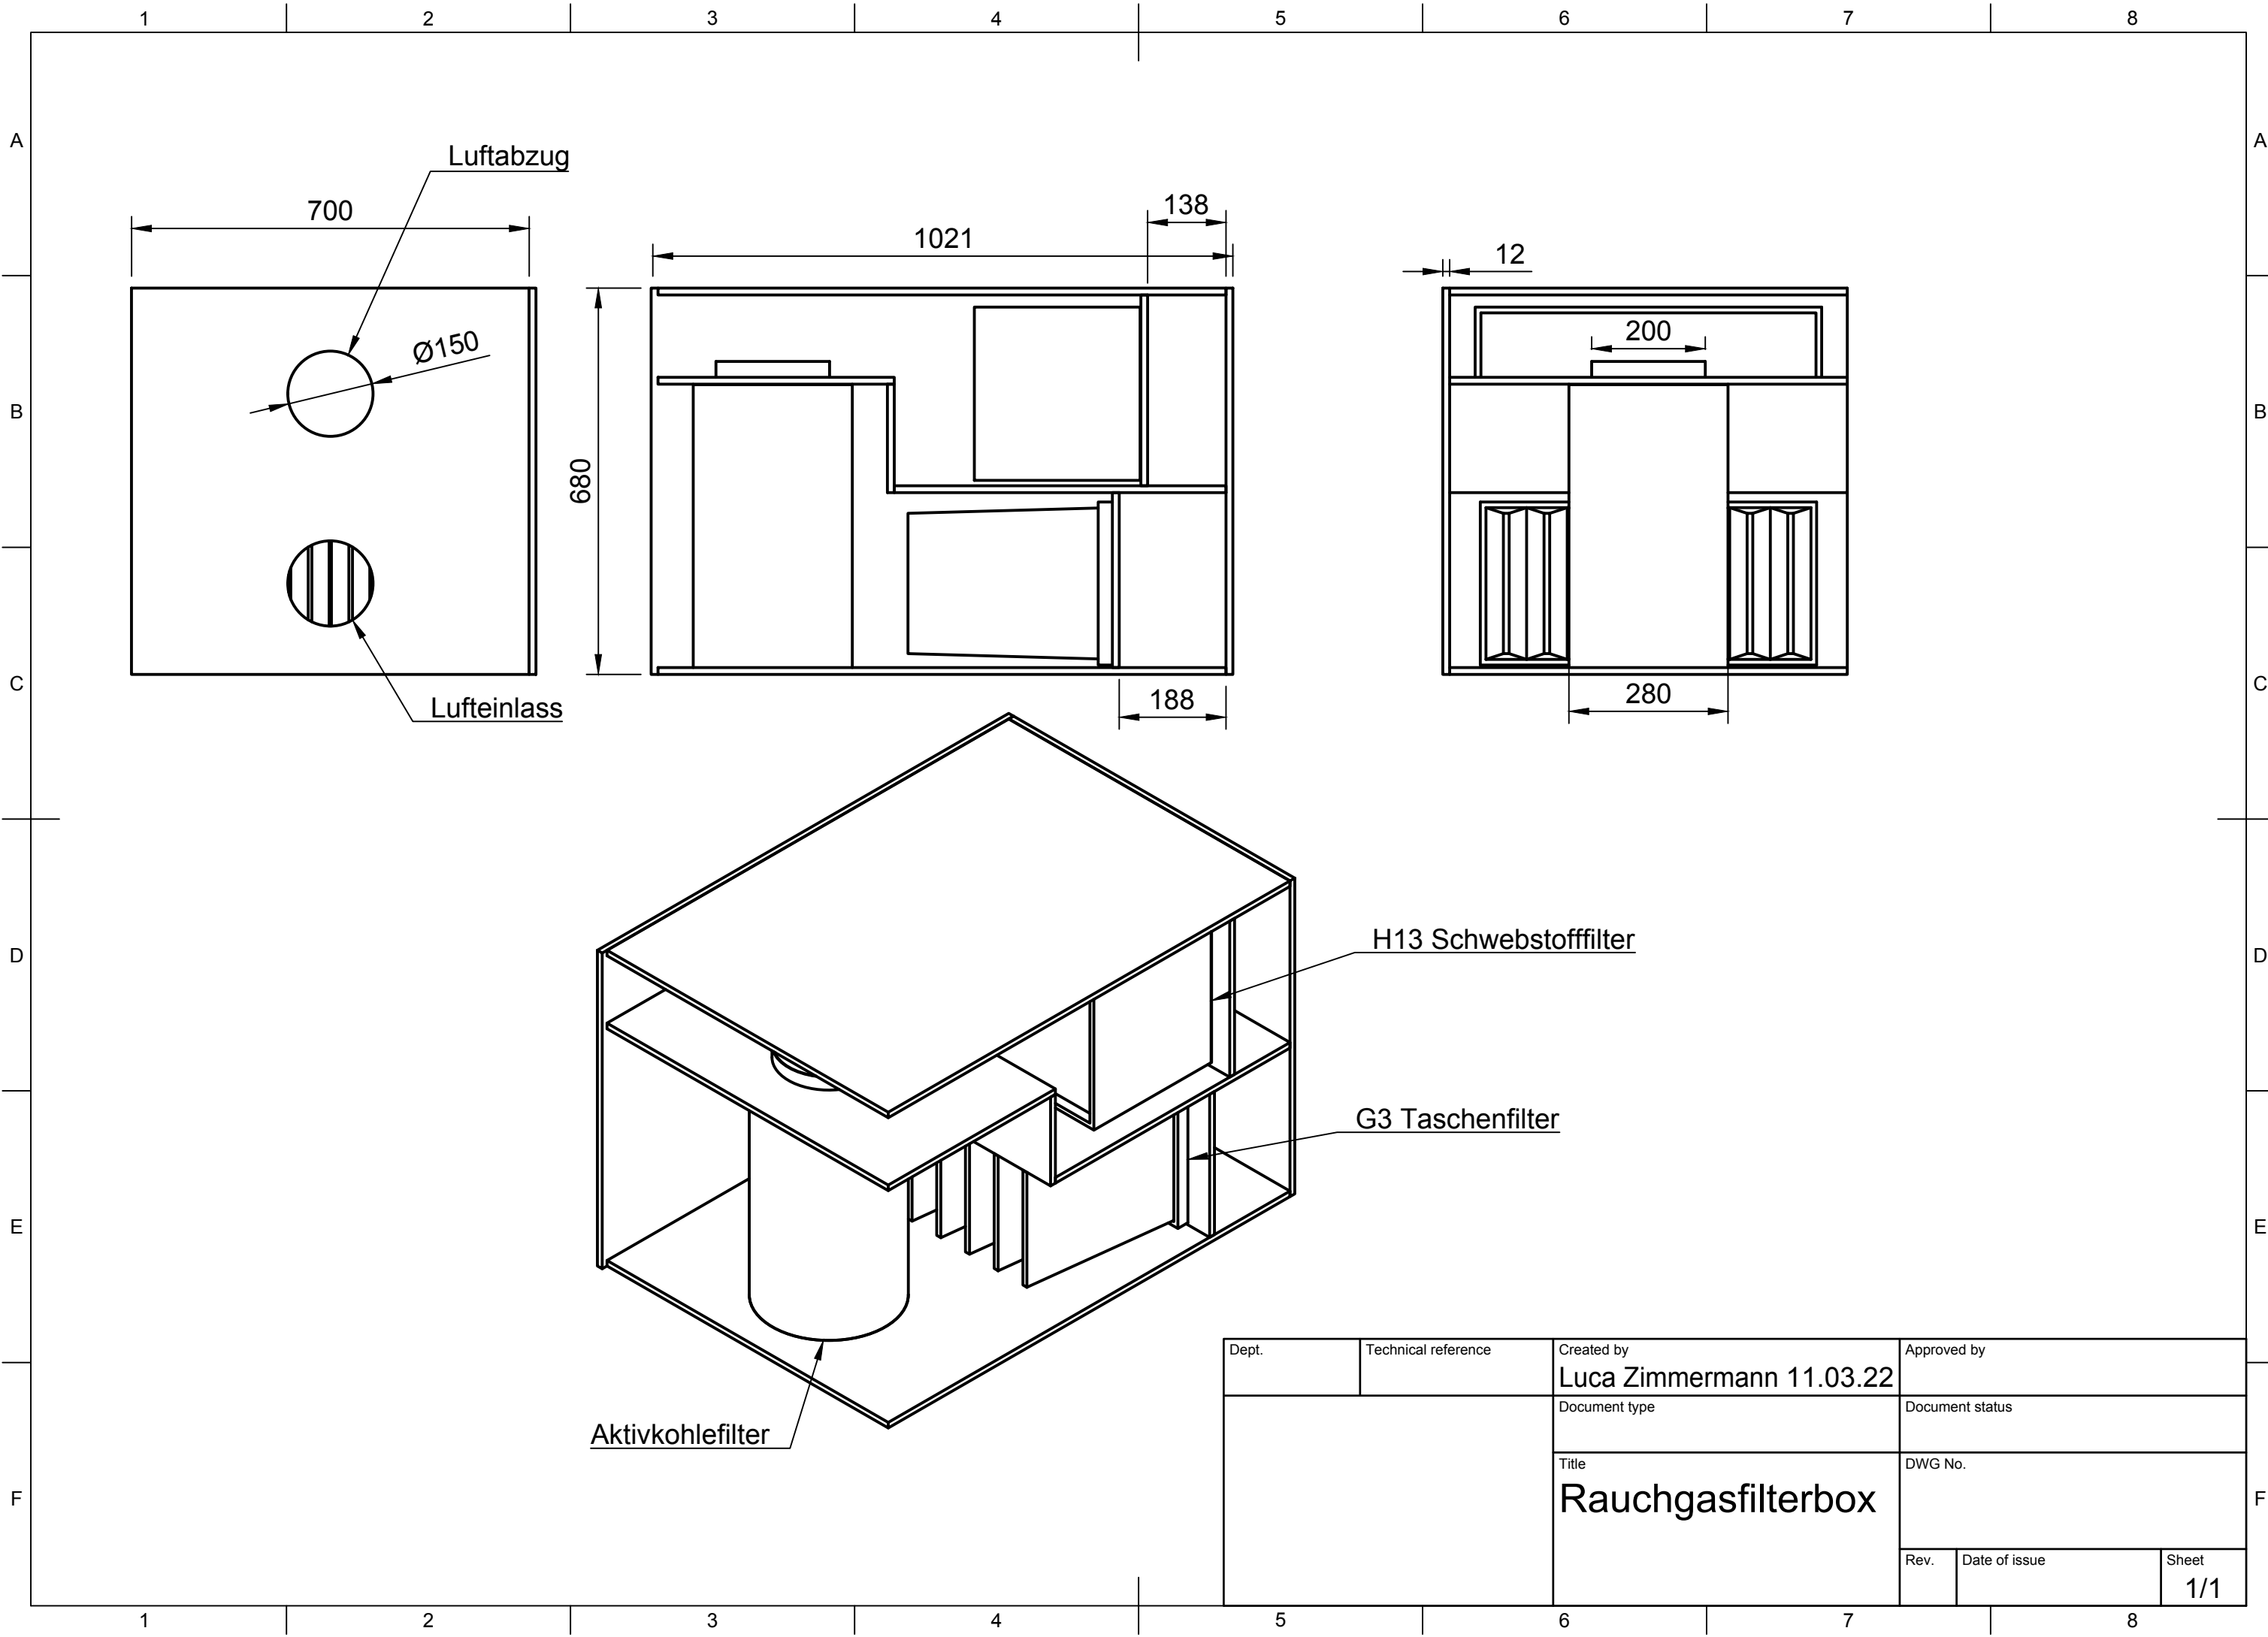 1 2 3 4 5 6 7 8
A A
Luftabzug
700
138
1021
12
Ø150
200
B B
680
C C
Lufteinlass
188
280
H13 Schwebstofffilter
D D
G3 Taschenfilter
E E
Dept. Technical reference Created by Approved by
Luca Zimmermann 11.03.22
Document type Document status
Aktivkohlefilter
Title DWG No.
Rauchgasfilterbox
F F
Rev. Date of issue Sheet
1/1
1 2 3 4 5 6 7 8